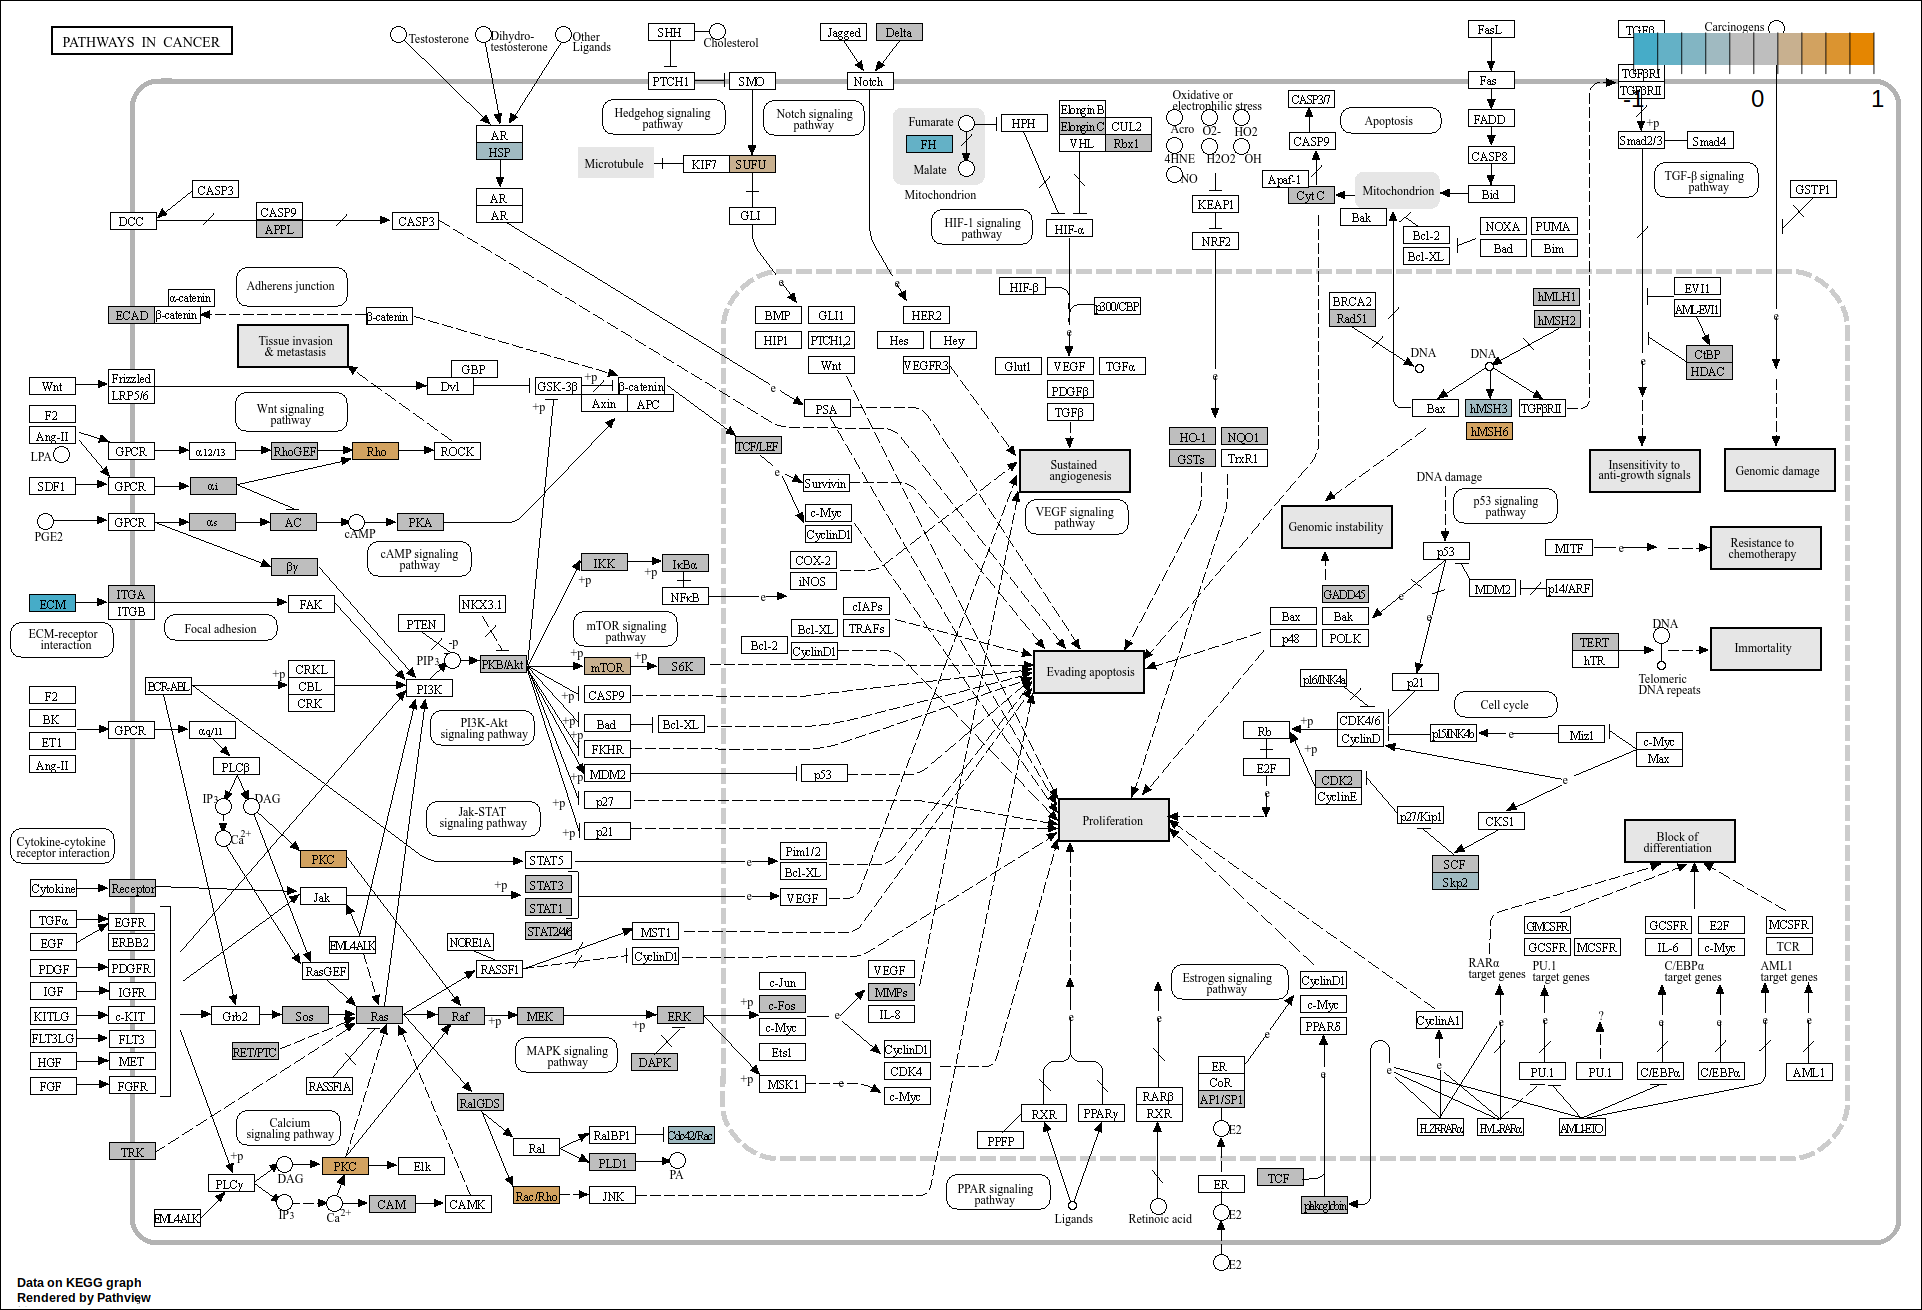 PATHWAYS IN CANCER
Testosterone
Dihydro-
testosterone
Other
Ligands
SHH
Cholesterol
Jagged
Delta
FasL
TGFβ
Carcinogens
-1
0
1
PTCH1
SMO
Notch
Fas
TGFβRI
TGFβRII
Hedgehog signaling
pathway
Notch signaling
pathway
AR
HSP
AR
AR
Microtubule
KIF7
SUFU
GLI
Fumarate
FH
Malate
Mitochondrion
HPH
Elongin B
Elongin C
CUL2
VHL
Rbx1
HIF-1 signaling
pathway
HIF-α
Oxidative or
electrophilic stress
Acro
O2-
HO2
4HNE
H2O2
OH
NO
KEAP1
NRF2
CASP3/7
CASP9
Apaf-1
Cyt C
Apoptosis
Mitochondrion
FADD
CASP8
Bid
Bak
Bcl-2
Bcl-XL
NOXA
PUMA
Bad
Bim
+p
Smad2/3
Smad4
TGF-β signaling
pathway
GSTP1
CASP3
DCC
CASP9
APPL
CASP3
Adherens junction
ECAD
α-catenin
β-catenin
β-catenin
Tissue invasion
& metastasis
e
e
BMP
GLI1
HIP1
PTCH1,2
Wnt
HER2
Hes
Hey
VEGFR3
HIF-β
p300/CBP
e
Glut1
VEGF
TGFα
PDGFβ
TGFβ
e
BRCA2
Rad51
hMLH1
hMSH2
DNA
DNA
EVI1
AML-EVI1
CtBP
HDAC
e
e
Bax
hMSH3
TGFβRII
hMSH6
Wnt
Frizzled
LRP5/6
Dvl
GBP
GSK-3β
+p
+p
β-catenin
Axin
APC
Wnt signaling
pathway
F2
Ang-II
LPA
GPCR
α12/13
RhoGEF
Rho
ROCK
SDF1
GPCR
αi
PGE2
GPCR
αs
AC
cAMP
PKA
cAMP signaling
pathway
βγ
TCF/LEF
e
e
e
PSA
Survivin
c-Myc
CyclinD1
COX-2
iNOS
Sustained
angiogenesis
VEGF signaling
pathway
HO-1
NQO1
GSTs
TrxR1
Genomic instability
DNA damage
p53 signaling
pathway
Insensitivity to
anti-growth signals
Genomic damage
p53
MITF
e
Resistance to
chemotherapy
MDM2
p14/ARF
e
e
GADD45
Bax
Bak
p48
POLK
TERT
hTR
DNA
Telomeric
DNA repeats
Immortality
ECM
ITGA
ITGB
FAK
ECM-receptor
interaction
Focal adhesion
NKX3.1
PTEN
PIP3
-p
PKB/Akt
IKK
+p
IκBα
+p
NFκB
e
mTOR signaling
pathway
+p
mTOR
+p
S6K
cIAPs
Bcl-XL
TRAFs
Bcl-2
CyclinD1
Evading apoptosis
F2
BK
ET1
Ang-II
GPCR
BCR-ABL
+p
CRKL
CBL
CRK
PI3K
PI3K-Akt
signaling pathway
αq/11
PLCβ
IP3
DAG
Ca2+
+p
CASP9
+p
Bad
Bcl-XL
+p
FKHR
+p
MDM2
p53
+p
p27
+p
p21
Jak-STAT
signaling pathway
p16/INK4a
p21
Cell cycle
Rb
+p
CDK4/6
CyclinD
p15/INK4b
e
Miz1
c-Myc
Max
E2F
e
+p
CDK2
CyclinE
e
p27/Kip1
CKS1
SCF
Skp2
Proliferation
Block of
differentiation
Cytokine-cytokine
receptor interaction
PKC
Cytokine
Receptor
Jak
STAT5
+p
STAT3
STAT1
STAT2/4/6
e
e
Pim1/2
Bcl-XL
VEGF
TGFα
EGF
PDGF
IGF
KITLG
FLT3LG
HGF
FGF
EGFR
ERBB2
PDGFR
IGFR
c-KIT
FLT3
MET
FGFR
EML4ALK
RasGEF
NORE1A
RASSF1
MST1
CyclinD1
Grb2
Sos
Ras
Raf
+p
MEK
+p
ERK
RET/PTC
RASSF1A
DAPK
MAPK signaling
pathway
+p
+p
c-Jun
c-Fos
c-Myc
Ets1
MSK1
e
e
VEGF
MMPs
IL-8
CyclinD1
CDK4
c-Myc
Estrogen signaling
pathway
CyclinD1
c-Myc
PPARδ
CyclinA1
RARα
target genes
GMCSFR
GCSFR
MCSFR
PU.1
target genes
GCSFR
E2F
IL-6
c-Myc
C/EBPα
target genes
MCSFR
TCR
AML1
target genes
e
e
e
e
e
e
e
e
e
e
e
?
PU.1
PU.1
C/EBPα
C/EBPα
AML1
ER
CoR
AP1/SP1
E2
ER
E2
E2
RXR
PPARγ
PPFP
RARβ
RXR
PPAR signaling
pathway
Ligands
Retinoic acid
TCF
AML1-ETO
Calcium
signaling pathway
TRK
+p
PLCγ
EML4ALK
DAG
IP3
Ca2+
PKC
Elk
CAM
CAMK
RalGDS
Ral
RalBP1
Cdc42/Rac
PLD1
PA
Rac/Rho
JNK
Data on KEGG graph
Rendered by Pathview